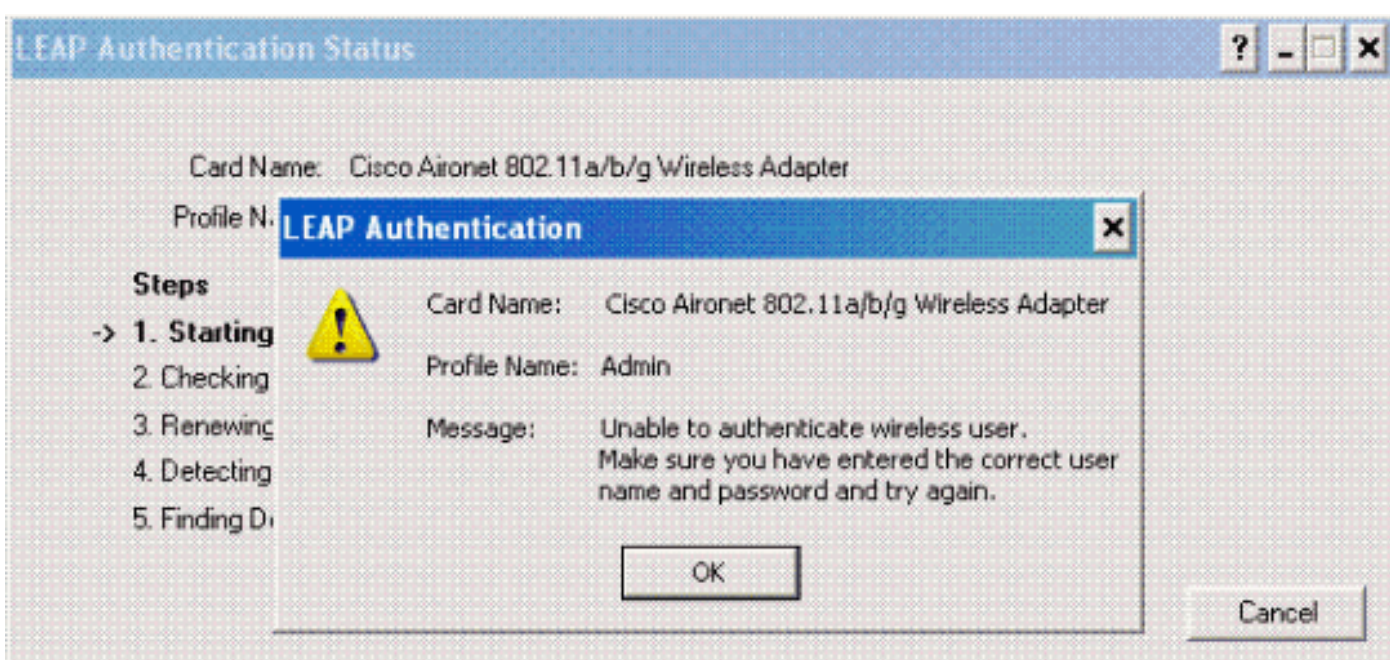 LEAP Authentication Status
?
Card Name: Cisco Aironet 802.11a/b/g Wireless Adapter
Profile N
LEAP Authentication
Steps
-> 1. Starting
2. Checking
3. Renewing
4. Detecting
5. Finding D
Card Name: Cisco Aironet 802.11a/b/g Wireless Adapter
Profile Name: Admin
Message: Unable to authenticate wireless user.
Make sure you have entered the correct user
name and password and try again.
OK
Cancel